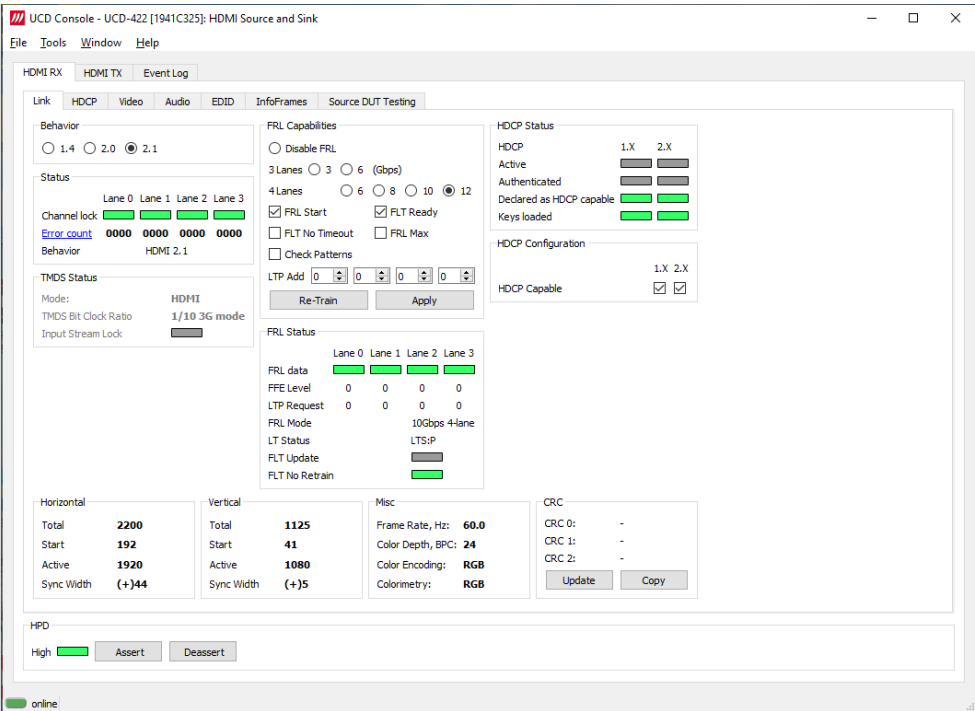 UCD Console - UCD-422 [1941C325]: HDMI Source and Sink
File Tools Window Help
HDMI RX HDMI TX Event Log
Link HDCP Video Audio EDID InfoFrames Source DUT Testing
Behavior
1.4 2.0 2.1
Status
Lane 0 Lane 1 Lane 2 Lane 3
Channel lock
Error count 0000 0000 0000 0000
Behavior HDMI 2.1
TMDS Status
Mode: HDMI
TMDS Bit Clock Ratio 1/10 3G mode
Input Stream Lock
FRL Capabilities
Disable FRL
3 Lanes 3 6 (Gbps)
4 Lanes 6 8 10 12
FRL Start FLT Ready
FLT No Timeout FRL Max
Check Patterns
LTP Add 0 0 0 0
Re-Train Apply
FRL Status
Lane 0 Lane 1 Lane 2 Lane 3
FRL data
FFE Level 0 0 0 0
LTP Request 0 0 0 0
FRL Mode 10Gbps 4-lane
LT Status LTS:P
FLT Update
FLT No Retrain
HDCP Status
HDCP 1.X 2.X
Active
Authenticated
Declared as HDCP capable
Keys loaded
HDCP Configuration
1.X 2.X
HDCP Capable
Horizontal
Total 2200
Start 192
Active 1920
Sync Width (+)44
Vertical
Total 1125
Start 41
Active 1080
Sync Width (+)5
Misc
Frame Rate, Hz: 60.0
Color Depth, BPC: 24
Color Encoding: RGB
Colorimetry: RGB
CRC
CRC 0: -
CRC 1: -
CRC 2: -
Update Copy
HPD
High Assert Deassert
online